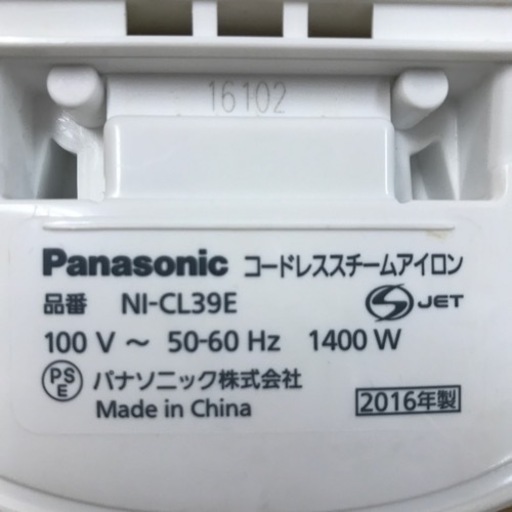 16102
Panasonic コードレススチームアイロン
品番 NI-CL39E S JET
100 V ~ 50-60 Hz 1400 W
PSE パナソニック株式会社
Made in China 2016年製